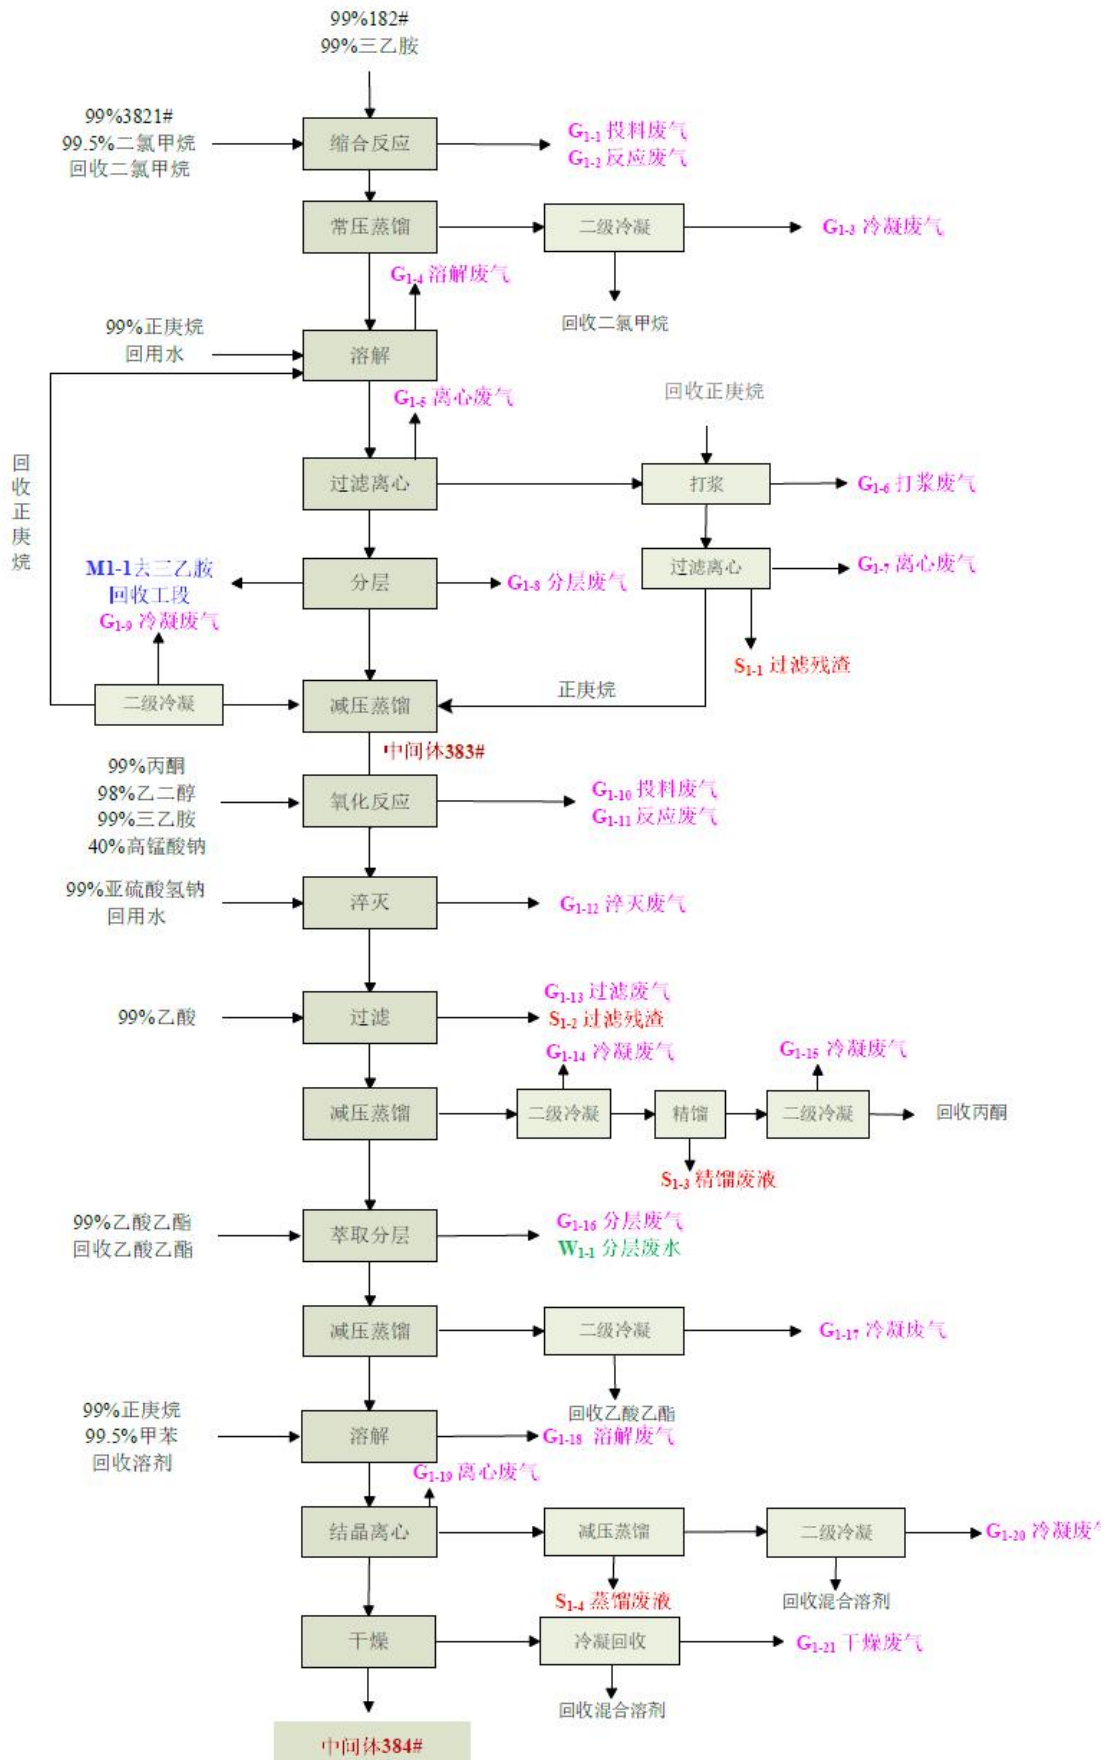 99%182#
99%三乙胺
99%3821#
99.5%二氯甲烷
回收二氯甲烷
缩合反应
G1-1 投料废气
G1-2 反应废气
常压蒸馏
二级冷凝
G1-3 冷凝废气
G1-4 溶解废气
回收二氯甲烷
99%正庚烷
回用水
溶解
G1-5 离心废气
回收正庚烷
回收正庚烷
过滤离心
打浆
G1-6 打浆废气
M1-1去三乙胺
回收工段
分层
G1-8 分层废气
过滤离心
G1-7 离心废气
G1-9 冷凝废气
S1-1 过滤残渣
二级冷凝
减压蒸馏
正庚烷
中间体383#
99%丙酮
98%乙二醇
99%三乙胺
40%高锰酸钠
氧化反应
G1-10 投料废气
G1-11 反应废气
99%亚硫酸氢钠
回用水
淬灭
G1-12 淬灭废气
99%乙酸
过滤
G1-13 过滤废气
S1-2 过滤残渣
G1-14 冷凝废气
G1-15 冷凝废气
减压蒸馏
二级冷凝
精馏
二级冷凝
回收丙酮
S1-3 精馏废液
99%乙酸乙酯
回收乙酸乙酯
萃取分层
G1-16 分层废气
W1-1 分层废水
减压蒸馏
二级冷凝
G1-17 冷凝废气
回收乙酸乙酯
99%正庚烷
99.5%甲苯
回收溶剂
溶解
G1-18 溶解废气
G1-19 离心废气
结晶离心
减压蒸馏
二级冷凝
G1-20 冷凝废气
S1-4 蒸馏废液
回收混合溶剂
干燥
冷凝回收
G1-21 干燥废气
回收混合溶剂
中间体384#